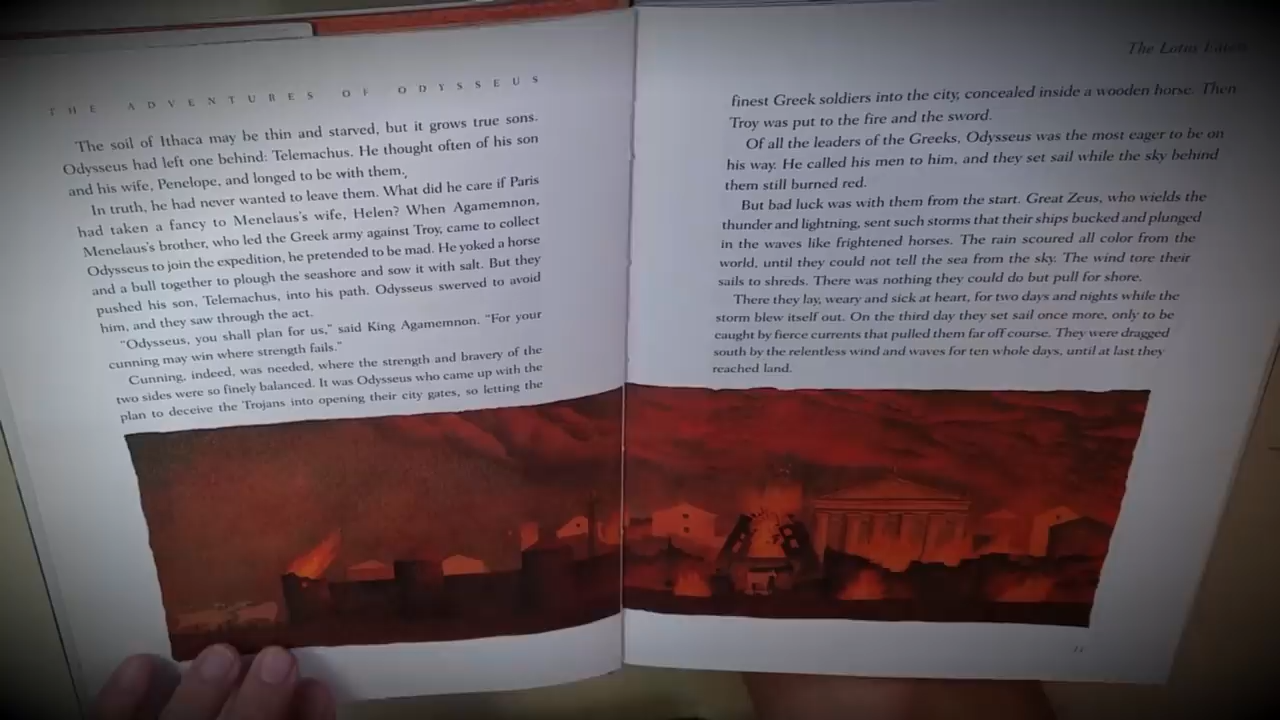 THE ADVENTURES OF ODYSSEUS
The soil of Ithaca may be thin and starved, but it grows true sons.
Odysseus had left one behind: Telemachus. He thought often of his son
and his wife, Penelope, and longed to be with them.
In truth, he had never wanted to leave them. What did he care if Paris
had taken a fancy to Menelaus's wife, Helen? When Agamemnon,
Menelaus's brother, who led the Greek army against Troy, came to collect
Odysseus to join the expedition, he pretended to be mad. He yoked a horse
and a bull together to plough the seashore and sow it with salt. But they
pushed his son, Telemachus, into his path. Odysseus swerved to avoid
him, and they saw through the act.
"Odysseus, you shall plan for us," said King Agamemnon. "For your
cunning may win where strength fails."
Cunning, indeed, was needed, where the strength and bravery of the
two sides were so finely balanced. It was Odysseus who came up with the
plan to deceive the Trojans into opening their city gates, so letting the
The Lotus Eaters
finest Greek soldiers into the city, concealed inside a wooden horse. Then
Troy was put to the fire and the sword.
Of all the leaders of the Greeks, Odysseus was the most eager to be on
his way. He called his men to him, and they set sail while the sky behind
them still burned red.
But bad luck was with them from the start. Great Zeus, who wields the
thunder and lightning, sent such storms that their ships bucked and plunged
in the waves like frightened horses. The rain scoured all color from the
world, until they could not tell the sea from the sky. The wind tore their
sails to shreds. There was nothing they could do but pull for shore.
There they lay, weary and sick at heart, for two days and nights while the
storm blew itself out. On the third day they set sail once more, only to be
caught by fierce currents that pulled them far off course. They were dragged
south by the relentless wind and waves for ten whole days, until at last they
reached land.